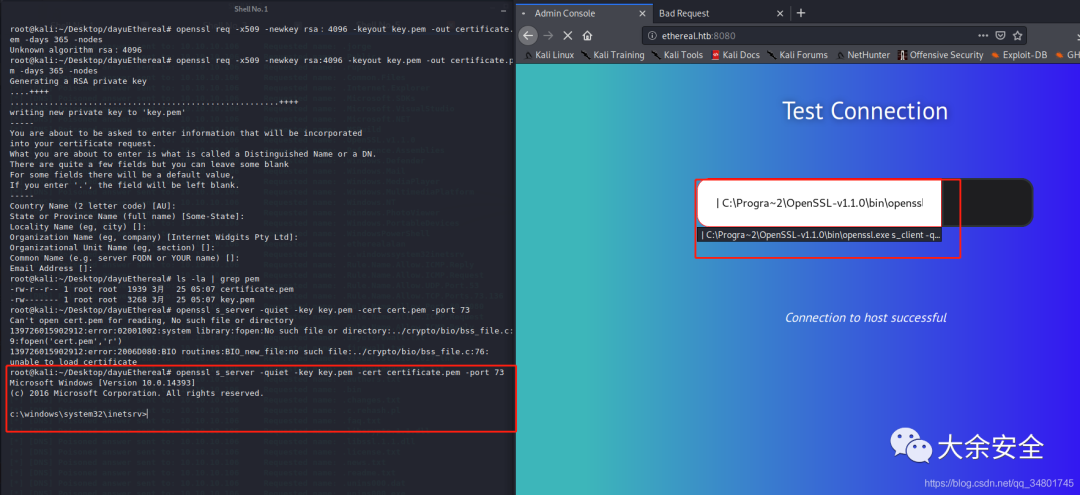 Shell No.1
root@kali:~/Desktop/dayuEthereal# openssl req -x509 -newkey rsa：4096 -keyout key.pem -out certificate.p
em -days 365 -nodes
Unknown algorithm rsa：4096
root@kali:~/Desktop/dayuEthereal# openssl req -x509 -newkey rsa:4096 -keyout key.pem -out certificate.p
em -days 365 -nodes
Generating a RSA private key
....++++
.......................................................++++
writing new private key to 'key.pem'
-----
You are about to be asked to enter information that will be incorporated
into your certificate request.
What you are about to enter is what is called a Distinguished Name or a DN.
There are quite a few fields but you can leave some blank
For some fields there will be a default value,
If you enter '.', the field will be left blank.
-----
Country Name (2 letter code) [AU]:
State or Province Name (full name) [Some-State]:
Locality Name (eg, city) []:
Organization Name (eg, company) [Internet Widgits Pty Ltd]:
Organizational Unit Name (eg, section) []:
Common Name (e.g. server FQDN or YOUR name) []:
Email Address []:
root@kali:~/Desktop/dayuEthereal# ls -la | grep pem
-rw-r--r-- 1 root root 1939 3月 25 05:07 certificate.pem
-rw------- 1 root root 3268 3月 25 05:07 key.pem
root@kali:~/Desktop/dayuEthereal# openssl s_server -quiet -key key.pem -cert cert.pem -port 73
Can't open cert.pem for reading, No such file or directory
139726015902912:error:02001002:system library:fopen:No such file or directory:../crypto/bio/bss_file.c:
9:fopen('cert.pem','r')
139726015902912:error:2006D080:BIO routines:BIO_new_file:no such file:../crypto/bio/bss_file.c:76:
unable to load certificate
root@kali:~/Desktop/dayuEthereal# openssl s_server -quiet -key key.pem -cert certificate.pem -port 73
Microsoft Windows [Version 10.0.14393]
(c) 2016 Microsoft Corporation. All rights reserved.
c:\windows\system32\inetsrv>
Admin Console
Bad Request
ethereal.htb:8080
Kali Linux Kali Training Kali Tools Kali Docs Kali Forums NetHunter Offensive Security Exploit-DB GH
Test Connection
| C:\Progra~2\OpenSSL-v1.1.0\bin\openssl
| C:\Progra~2\OpenSSL-v1.1.0\bin\openssl.exe s_client -q...
Connection to host successful
大余安全
https://blog.csdn.net/qq_34801745